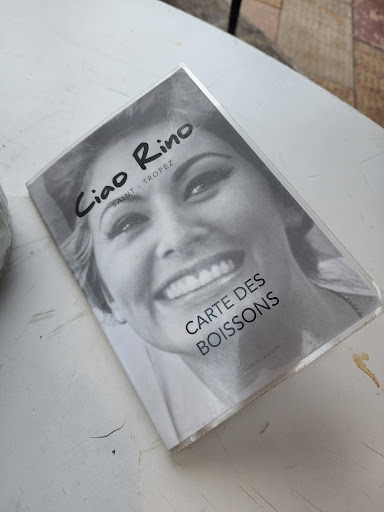 Ciao Rino
SAINT - TROPEZ
CARTE DES
BOISSONS